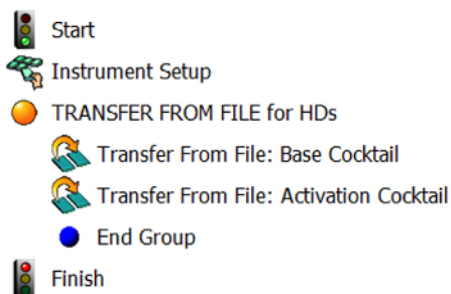 Start
Instrument Setup
TRANSFER FROM FILE for HDs
Transfer From File: Base Cocktail
Transfer From File: Activation Cocktail
End Group
Finish